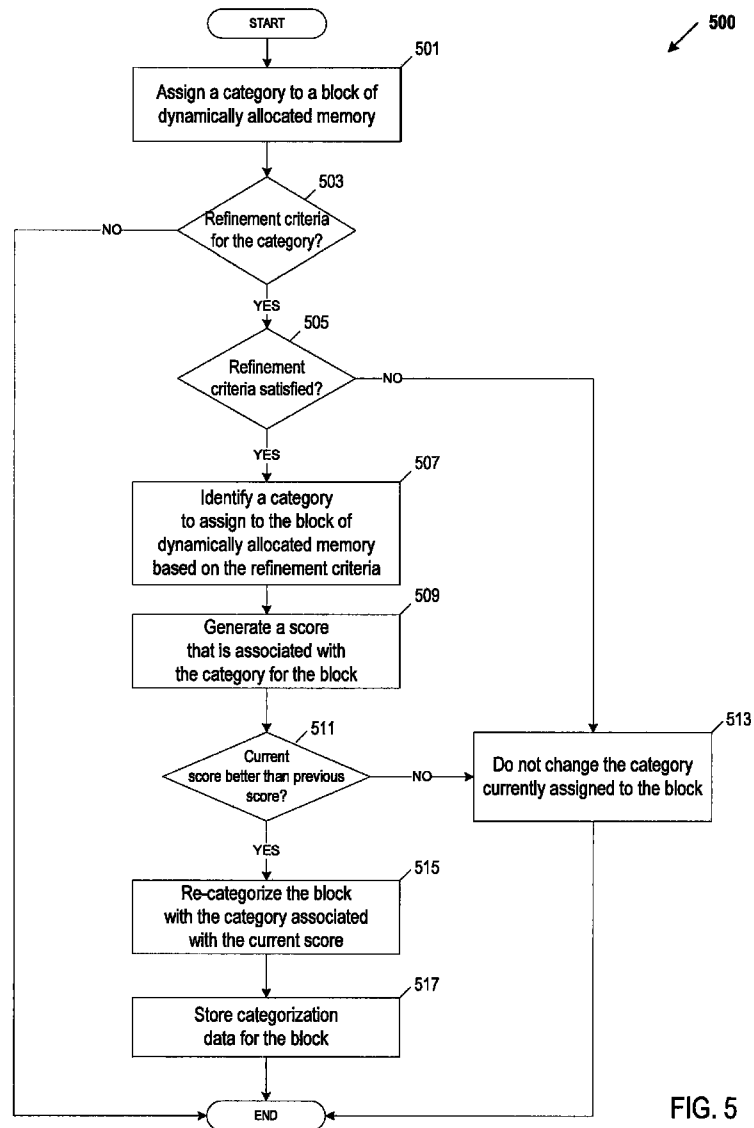 START
500
501
Assign a category to a block of
dynamically allocated memory
503
Refinement criteria
for the category?
NO
YES
505
Refinement
criteria satisfied?
NO
YES
507
Identify a category
to assign to the block of
dynamically allocated memory
based on the refinement criteria
509
Generate a score
that is associated with
the category for the block
511
Current
score better than previous
score?
NO
513
Do not change the category
currently assigned to the block
YES
515
Re-categorize the block
with the category associated
with the current score
517
Store categorization
data for the block
END
FIG. 5